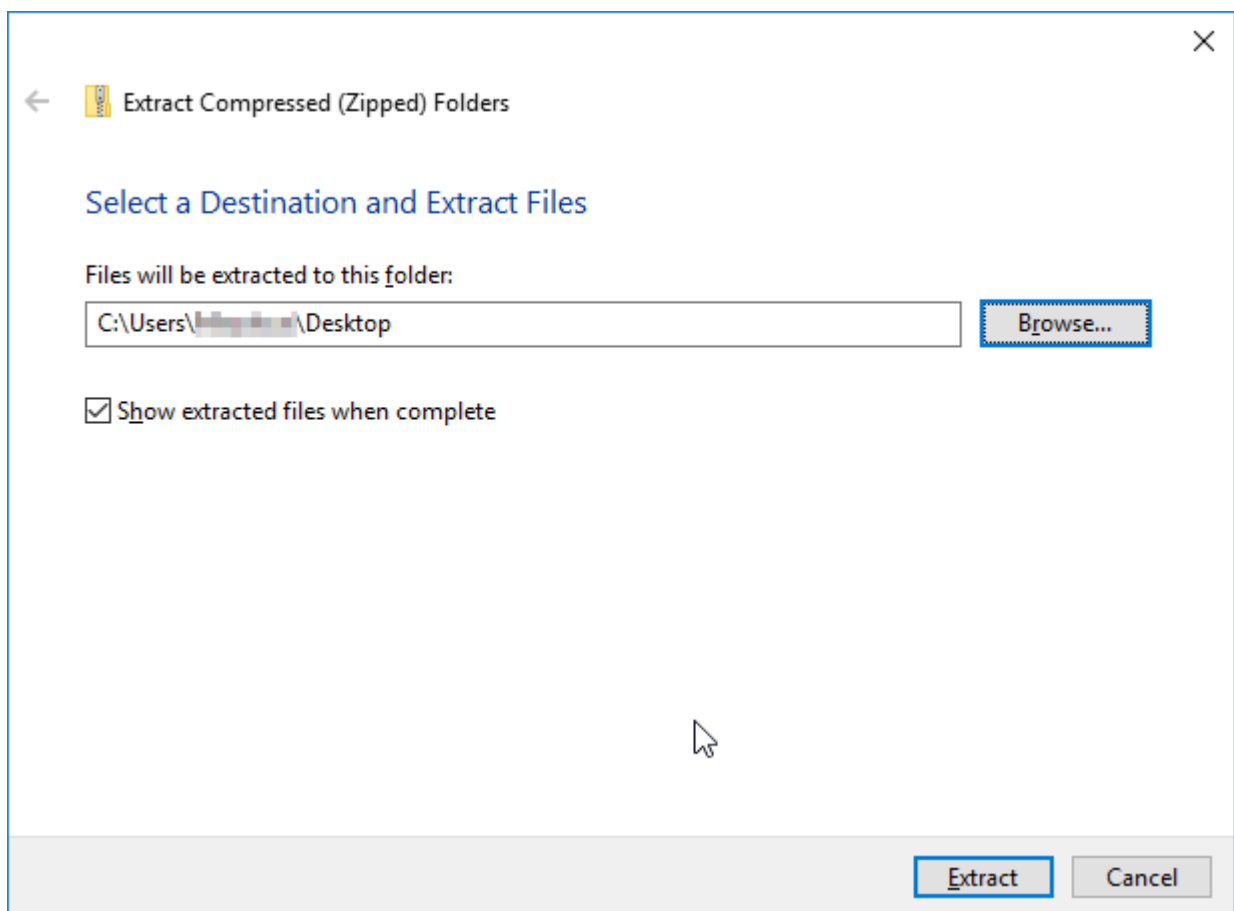 Extract Compressed (Zipped) Folders
Select a Destination and Extract Files
Files will be extracted to this folder:
C:\Users\ \Desktop
Browse...
Show extracted files when complete
Extract
Cancel